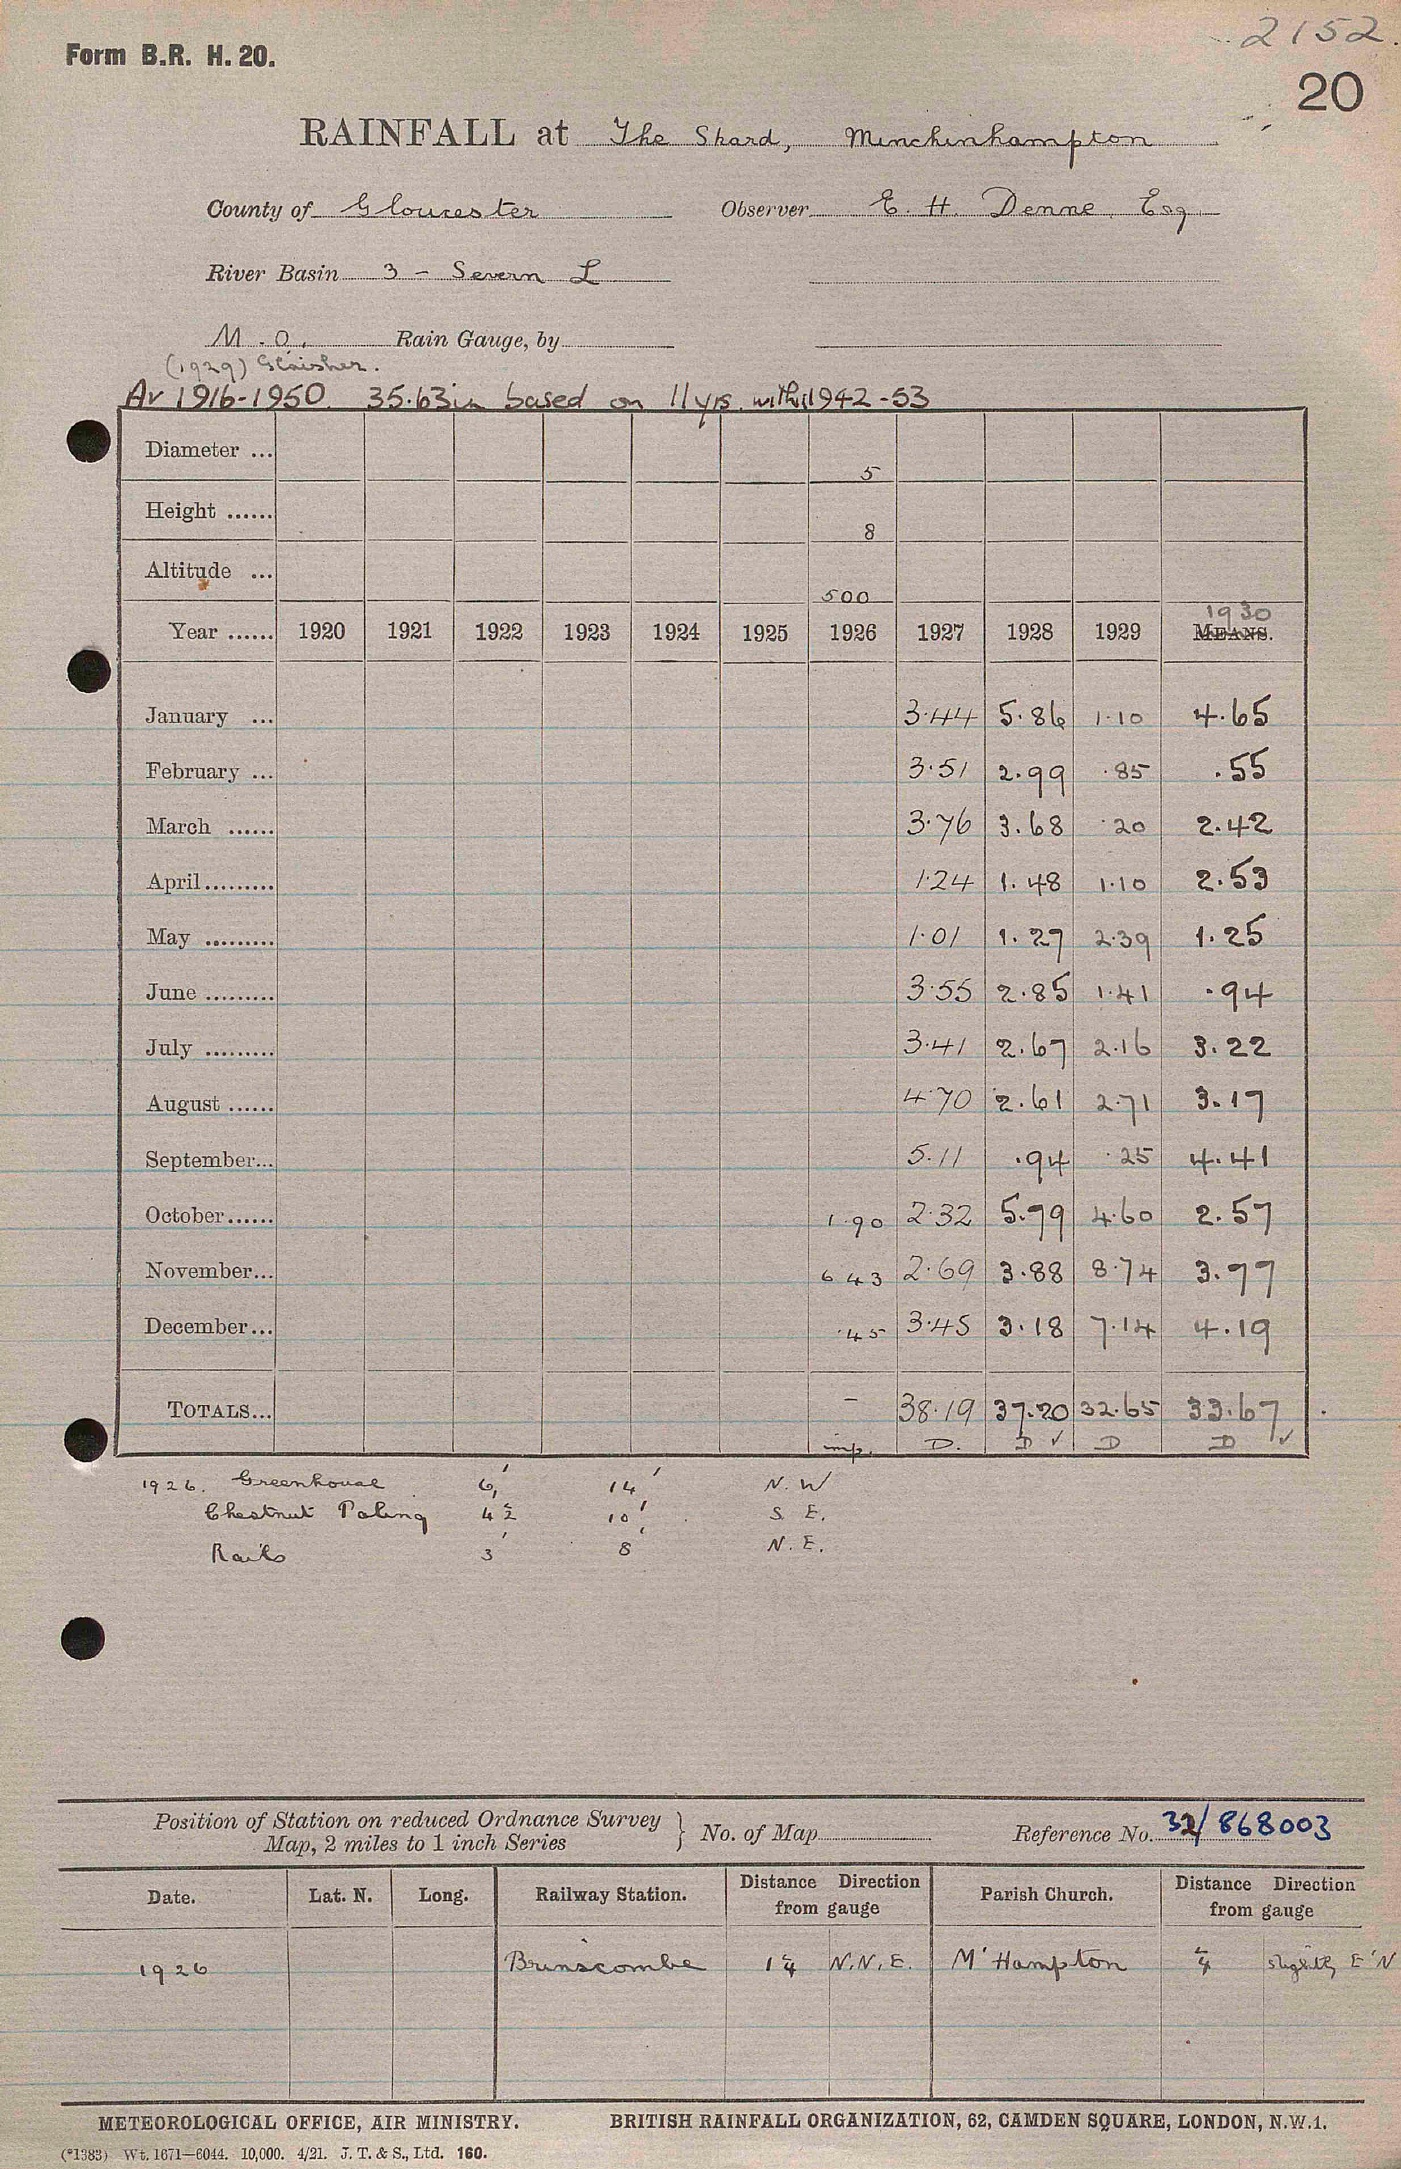 2152.
Form B.R. H. 20.
20
RAINFALL at The Shard, Minchinhampton
County of Gloucester Observer E. H. Denne Esq.
River Basin 3 - Severn L
M.O. Rain Gauge, by
(1929) Glaisher.
Av 1916-1950 35.63in based on 11 yrs. within 1942-53
Diameter ... 5
Height ...... 8
Altitude ... 500
1930
Year ...... 1920 1921 1922 1923 1924 1925 1926 1927 1928 1929 MEANS.
January ... 3.44 5.86 1.10 4.65
February ... 3.51 2.99 .85 .55
March ...... 3.76 3.68 .20 2.42
April ......... 1.24 1.48 1.10 2.53
May ......... 1.01 1.27 2.39 1.25
June ......... 3.55 2.85 1.41 .94
July ......... 3.41 2.67 2.16 3.22
August ...... 4.70 2.61 2.71 3.17
September... 5.11 .94 .25 4.41
October...... 1.90 2.32 5.79 4.60 2.57
November... 6 43 2.69 3.88 8.74 3.77
December... .45 3.45 3.18 7.14 4.19
TOTALS... - 38.19 37.20 32.65 33.67
imp. D. D ✓ D D ✓
1926. Greenhouse 6' 14' N.W
Chestnut Paling 10' S E.
Rails 3' 8' N.E.
Position of Station on reduced Ordnance Survey
Map, 2 miles to 1 inch Series } No. of Map Reference No. 32/868003
Date. Lat. N. Long. Railway Station. Distance Direction from gauge Parish Church. Distance Direction from gauge
1926 Brimscombe N.N.E. M'Hampton slightly E'N
METEOROLOGICAL OFFICE, AIR MINISTRY. BRITISH RAINFALL ORGANIZATION, 62, CAMDEN SQUARE, LONDON, N.W.1.
(*1383) Wt. 1671—6044. 10,000. 4/21. J. T. & S., Ltd. 160.